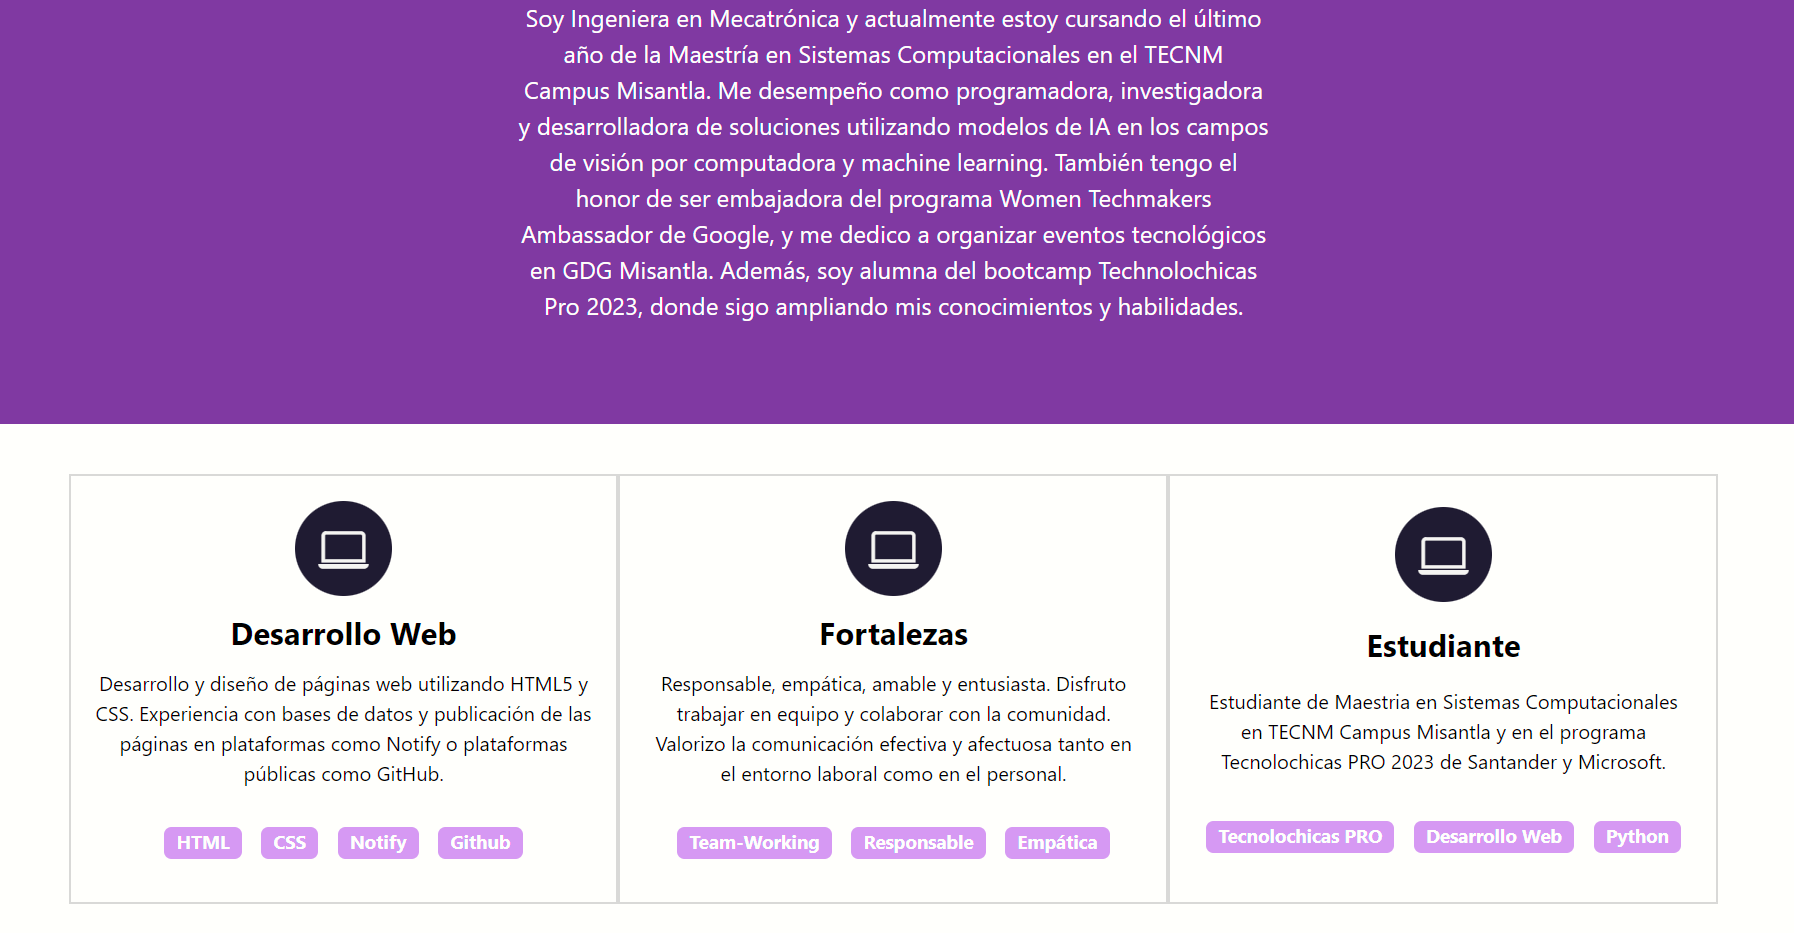 Soy Ingeniera en Mecatrónica y actualmente estoy cursando el último
año de la Maestría en Sistemas Computacionales en el TECNM
Campus Misantla. Me desempeño como programadora, investigadora
y desarrolladora de soluciones utilizando modelos de IA en los campos
de visión por computadora y machine learning. También tengo el
honor de ser embajadora del programa Women Techmakers
Ambassador de Google, y me dedico a organizar eventos tecnológicos
en GDG Misantla. Además, soy alumna del bootcamp Technolochicas
Pro 2023, donde sigo ampliando mis conocimientos y habilidades.
Desarrollo Web
Desarrollo y diseño de páginas web utilizando HTML5 y
CSS. Experiencia con bases de datos y publicación de las
páginas en plataformas como Notify o plataformas
públicas como GitHub.
HTML CSS Notify Github
Fortalezas
Responsable, empática, amable y entusiasta. Disfruto
trabajar en equipo y colaborar con la comunidad.
Valorizo la comunicación efectiva y afectuosa tanto en
el entorno laboral como en el personal.
Team-Working Responsable Empática
Estudiante
Estudiante de Maestria en Sistemas Computacionales
en TECNM Campus Misantla y en el programa
Tecnolochicas PRO 2023 de Santander y Microsoft.
Tecnolochicas PRO Desarrollo Web Python